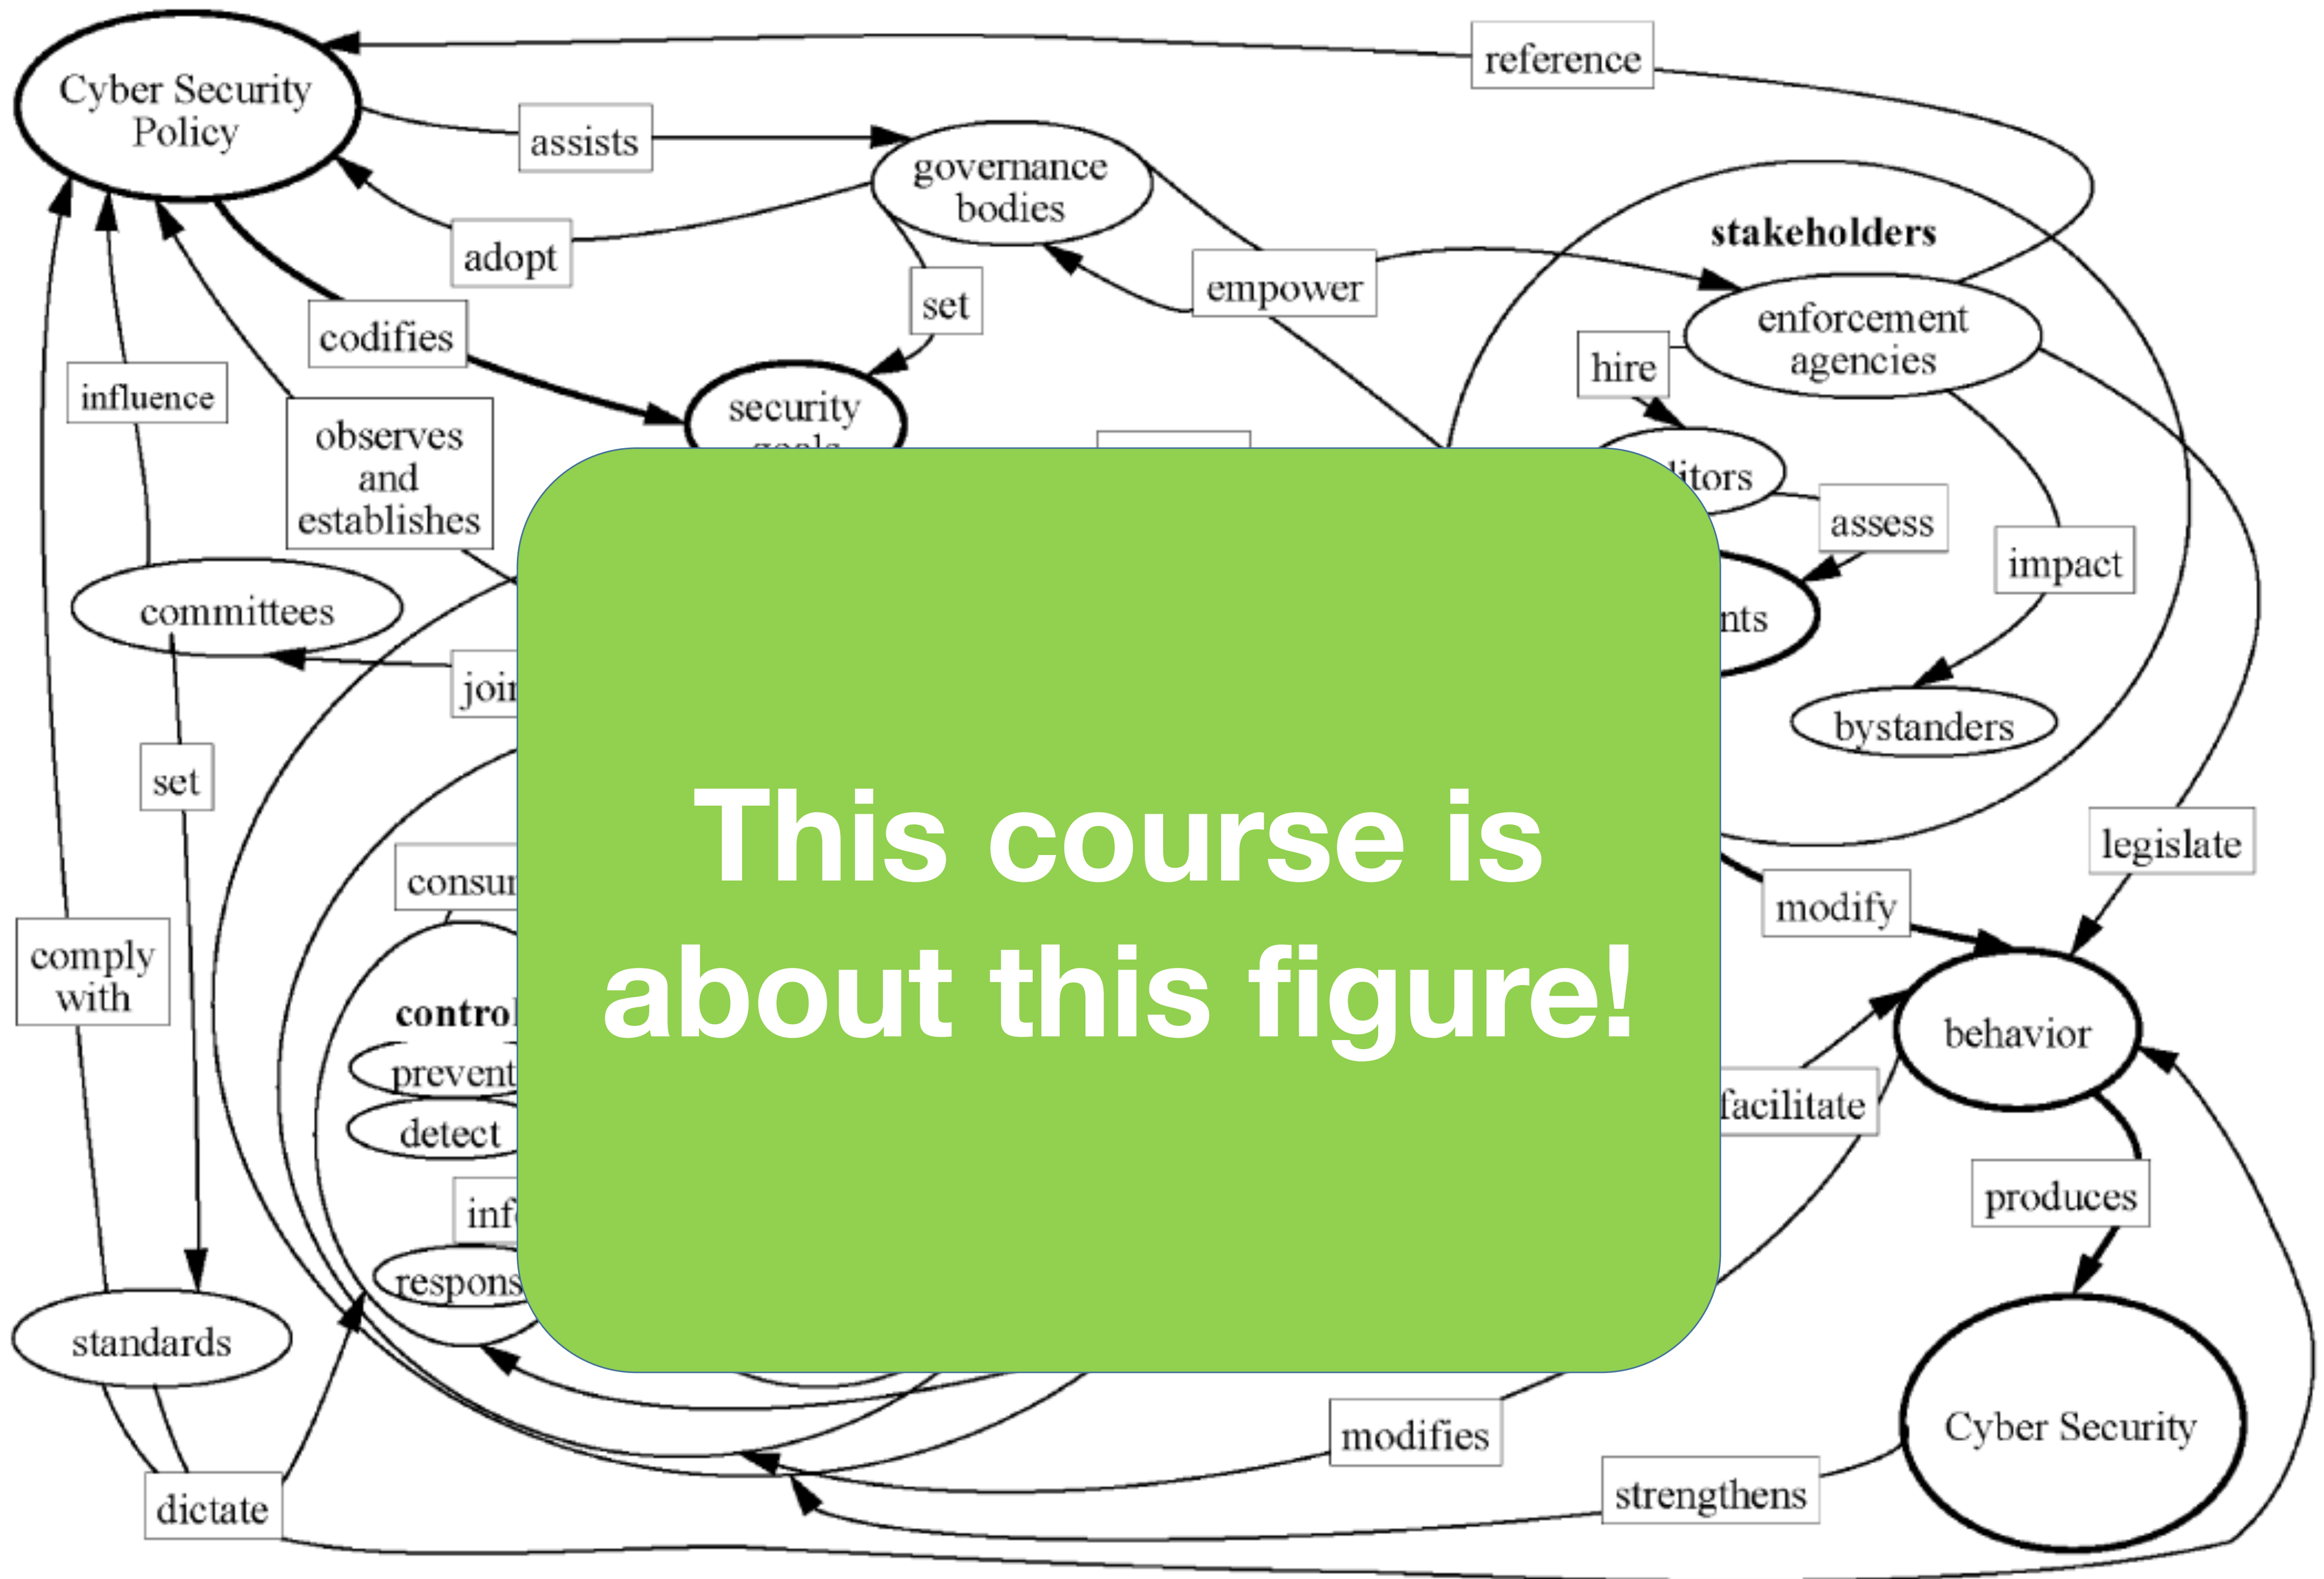 reference
Cyber Security
Policy
assists
governance
bodies
stakeholders
adopt
set
empower
enforcement
agencies
codifies
hire
influence
security
observes
and
establishes
assess
impact
committees
bystanders
set
This course is
about this figure!
legislate
modify
comply
with
behavior
prevent
facilitate
detect
produces
standards
Cyber Security
modifies
strengthens
dictate